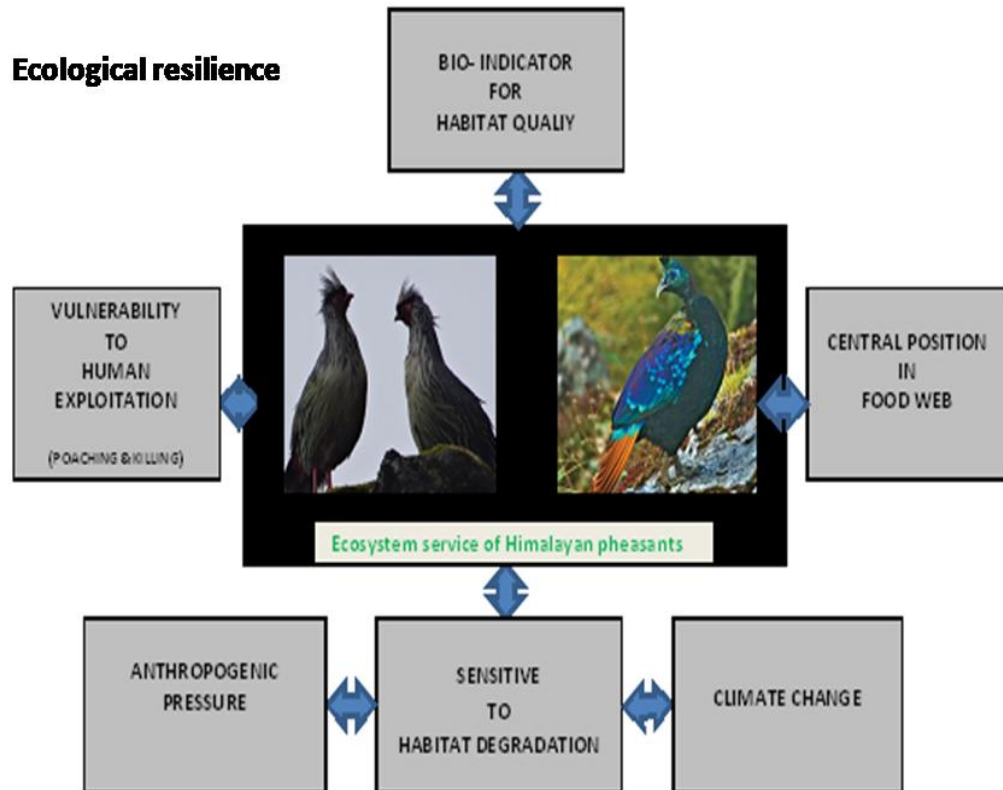 Ecological resilience
BIO- INDICATOR
FOR
HABITAT QUALIY
VULNERABILITY
TO
HUMAN
EXPLOITATION
(POACHING &KILLING)
CENTRAL POSITION
IN
FOOD WEB
Ecosystem service of Himalayan pheasants
ANTHROPOGENIC
PRESSURE
SENSITIVE
TO
HABITAT DEGRADATION
CLIMATE CHANGE